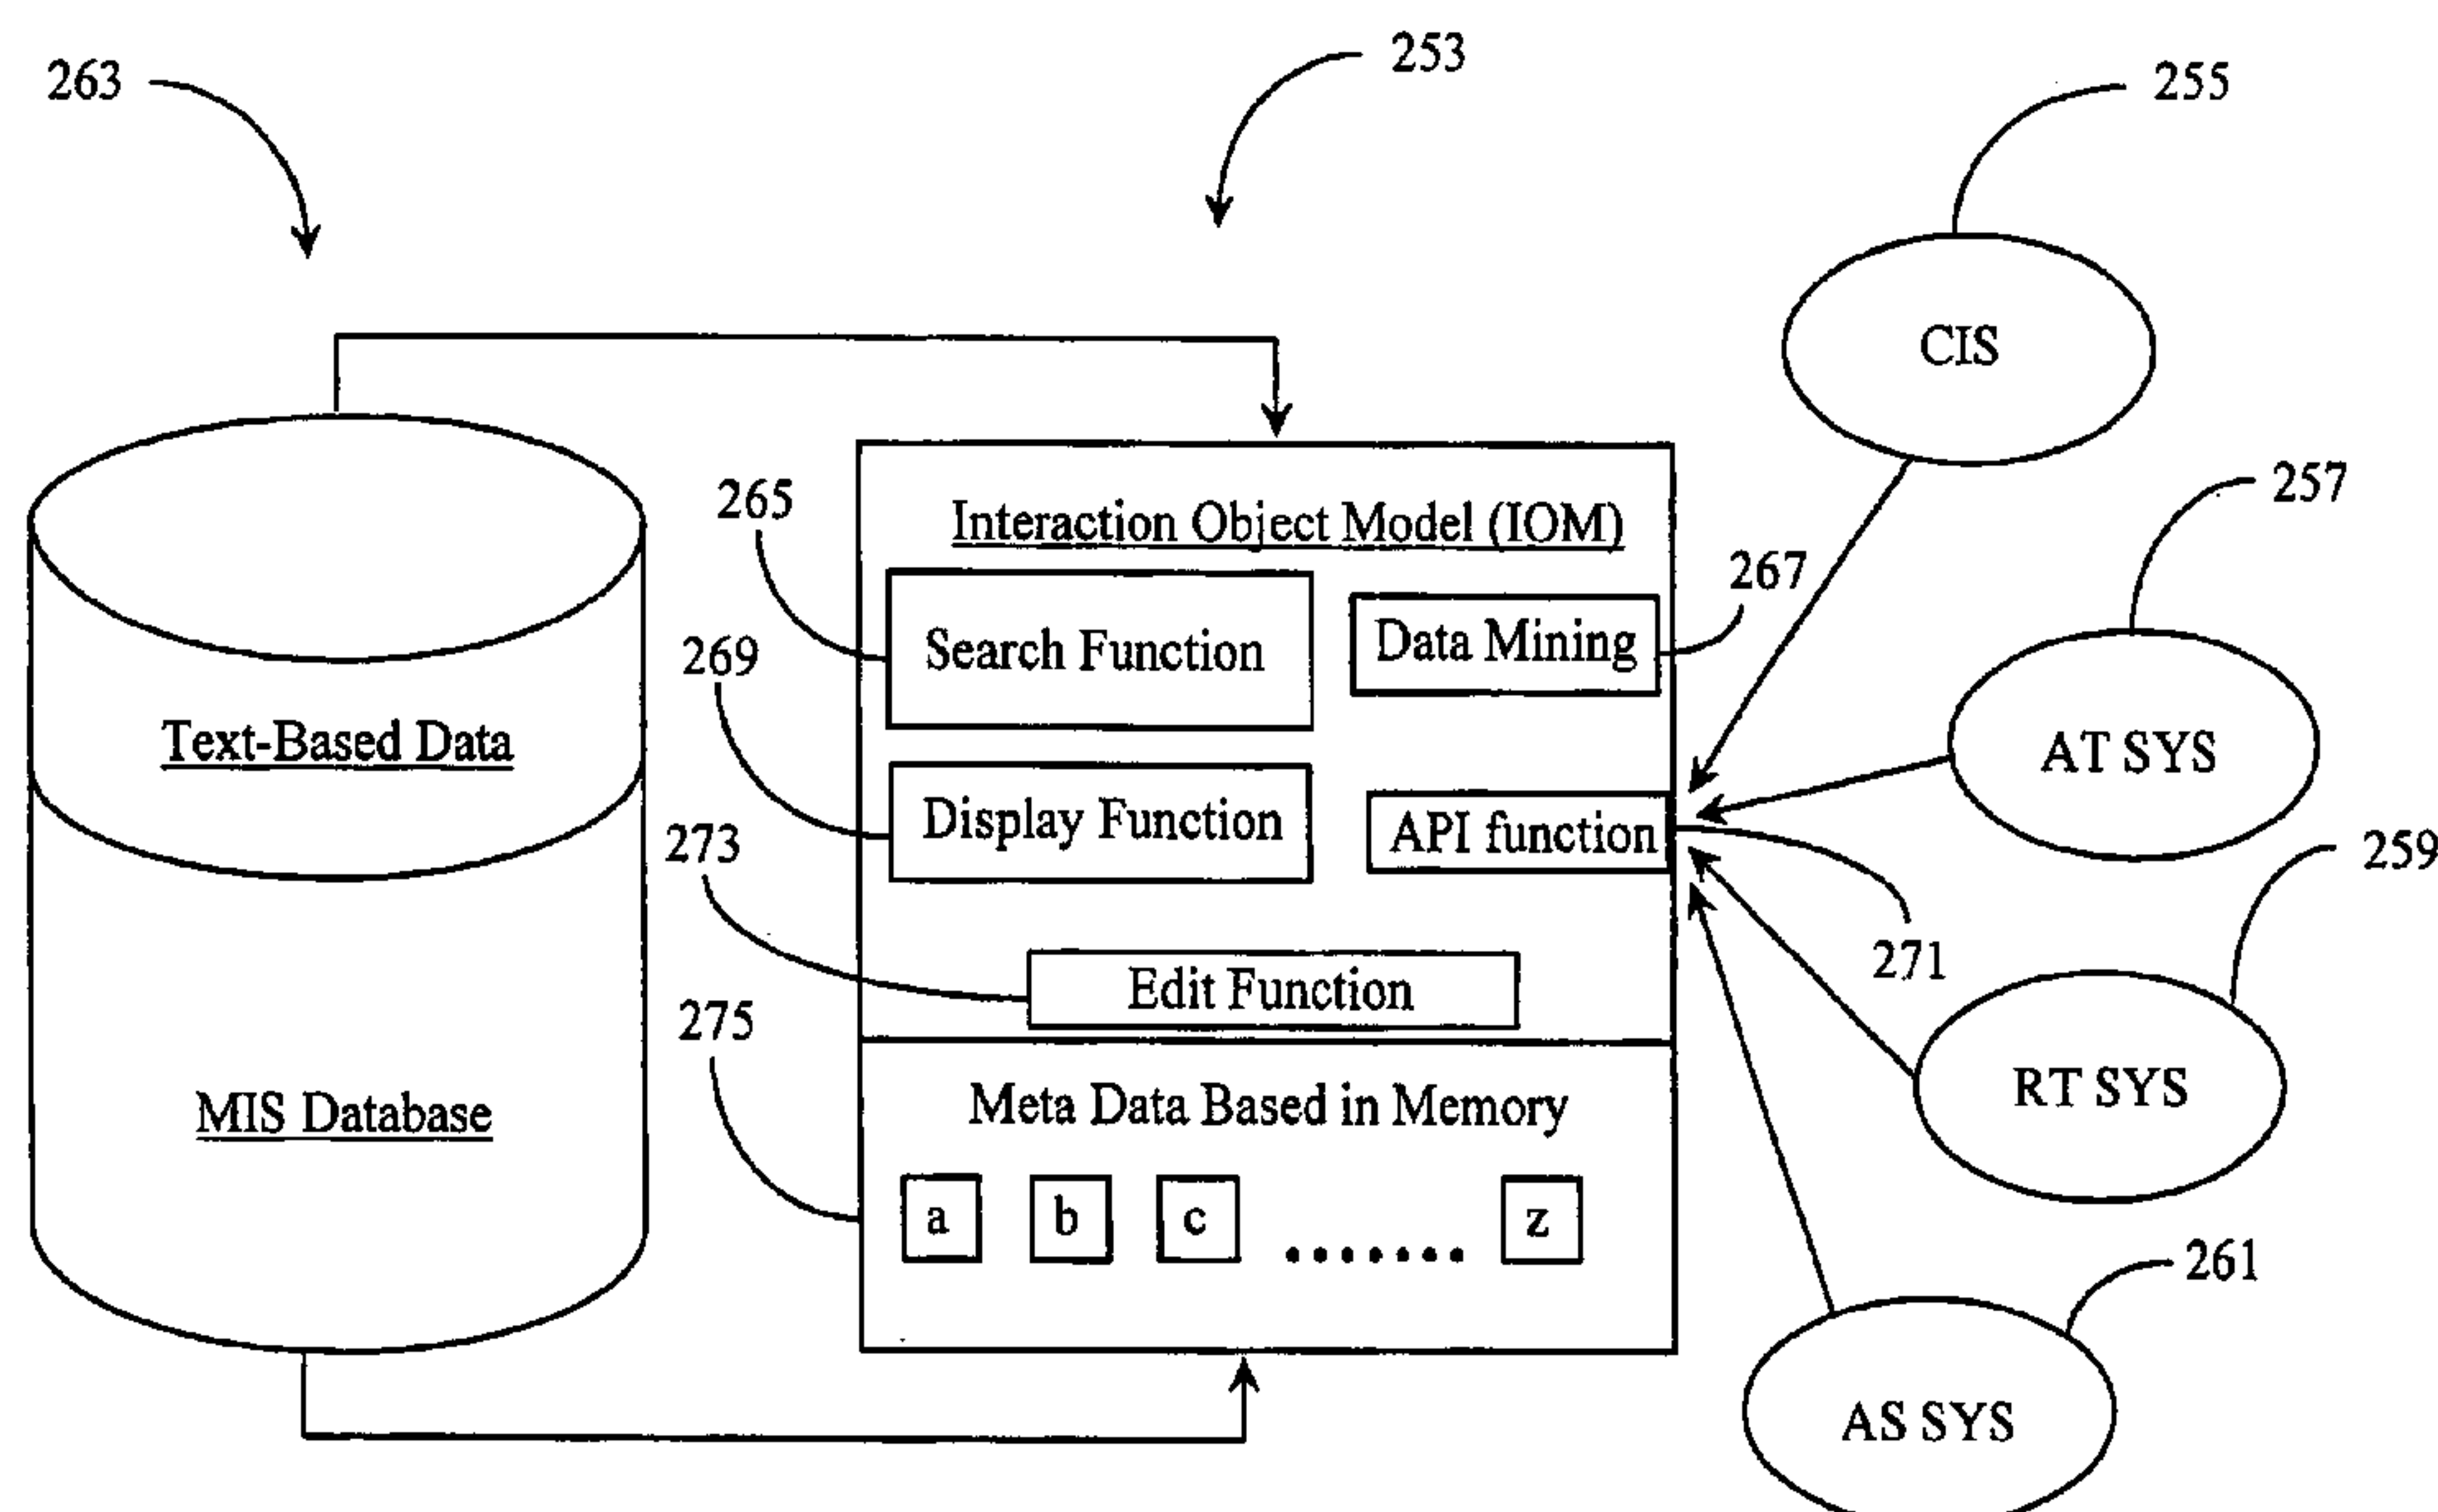 263
253
255
CIS
257
265
Interaction Object Model (IOM)
267
Search Function
Data Mining
269
Text-Based Data
AT SYS
Display Function
API function
273
259
271
Edit Function
275
MIS Database
Meta Data Based in Memory
RT SYS
a b c ....... z
261
AS SYS